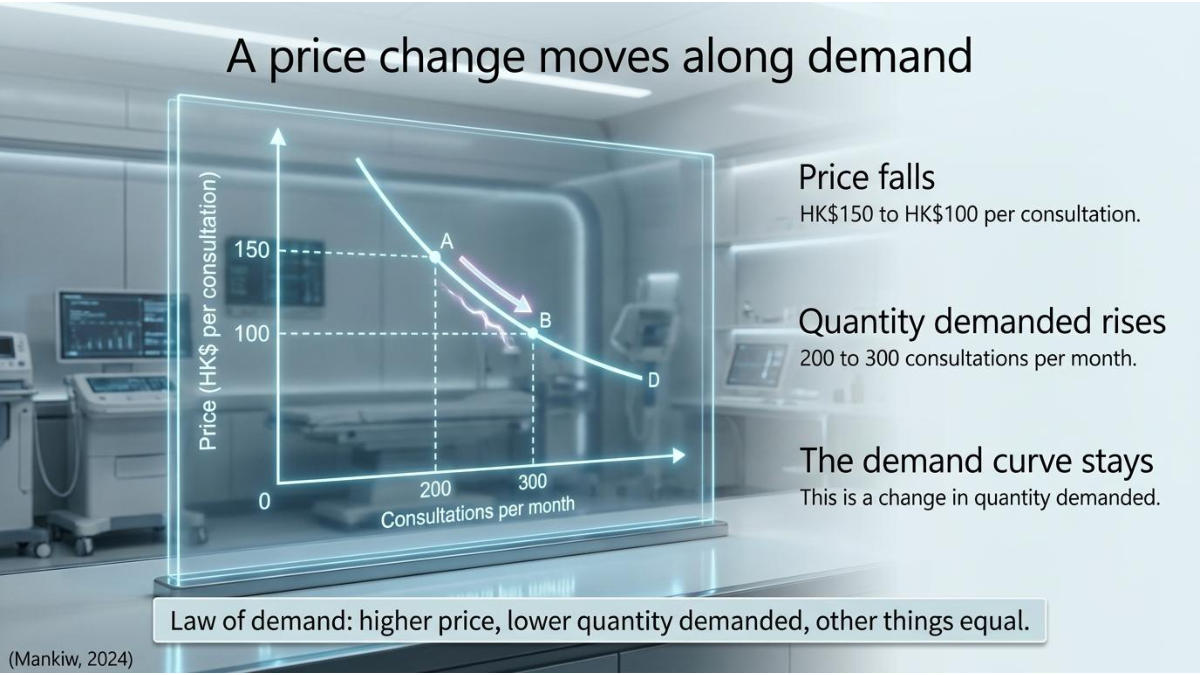 A price change moves along demand
Price (HK$ per consultation)
150
100
0
A
B
D
200
300
Consultations per month
Price falls
HK$150 to HK$100 per consultation.
Quantity demanded rises
200 to 300 consultations per month.
The demand curve stays
This is a change in quantity demanded.
Law of demand: higher price, lower quantity demanded, other things equal.
(Mankiw, 2024)